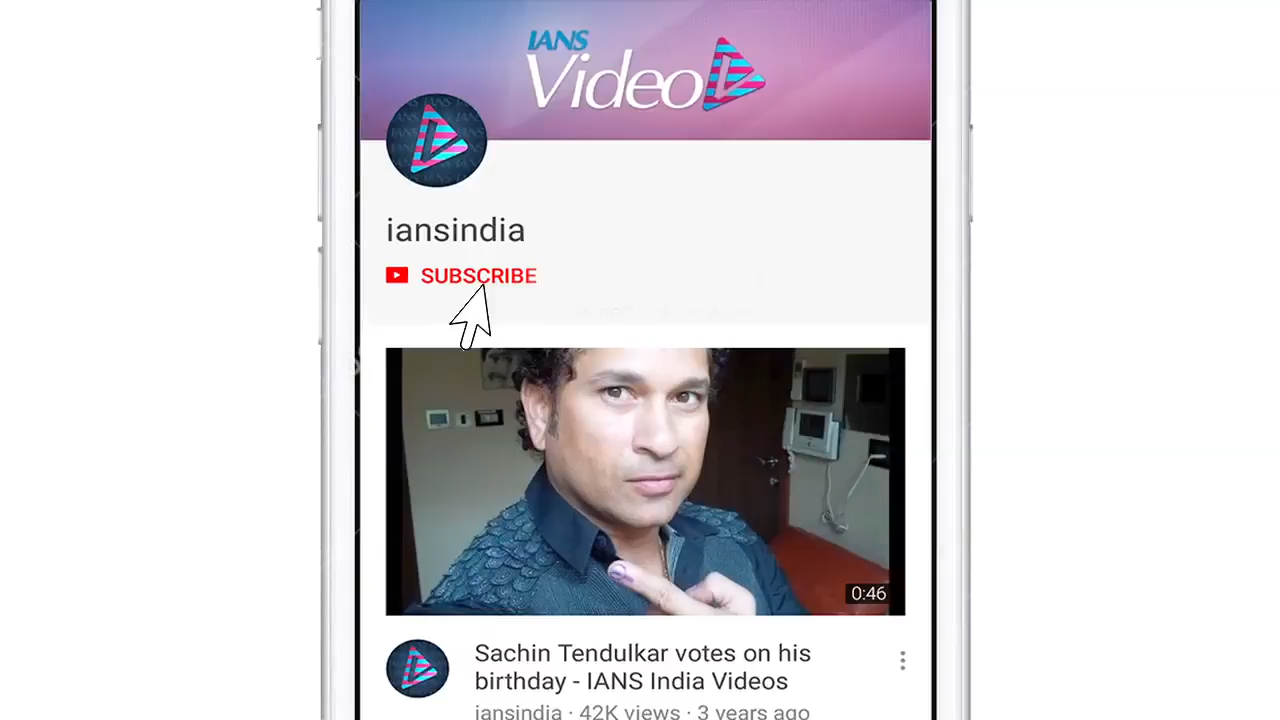 IANS
Video
iansindia
SUBSCRIBE
0:46
Sachin Tendulkar votes on his
birthday - IANS India Videos
iansindia · 42K views · 3 years ago